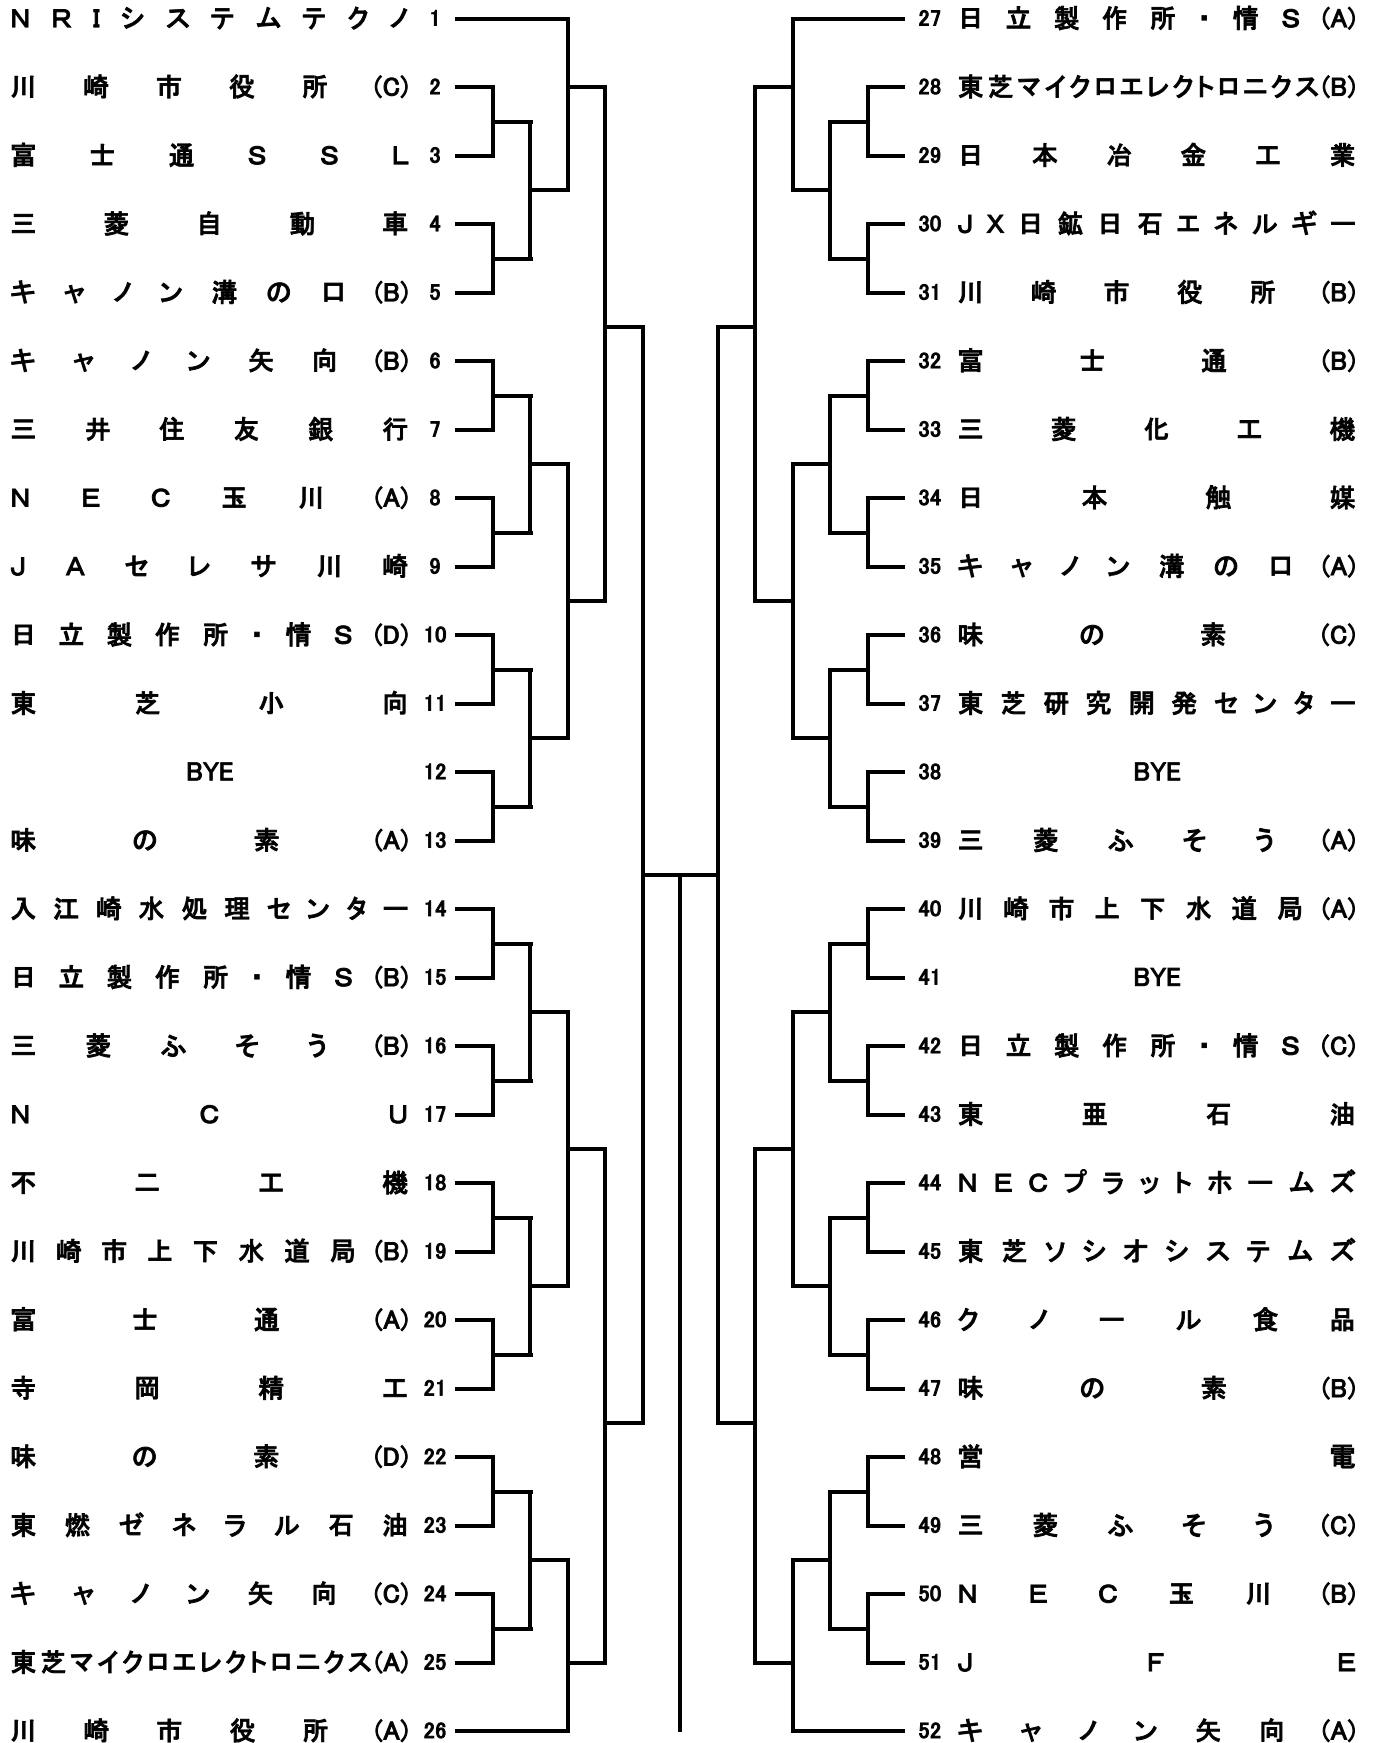 NRIシステムテクノ 1
川崎市役所(C) 2
富士通SSL 3
三菱自動車 4
キャノン溝の口(B) 5
キャノン矢向(B) 6
三井住友銀行 7
NEC玉川(A) 8
JAセレサ川崎 9
日立製作所・情S(D) 10
東芝小向 11
BYE 12
味の素(A) 13
入江崎水処理センター 14
日立製作所・情S(B) 15
三菱ふそう(B) 16
NCU 17
不二工機 18
川崎市上下水道局(B) 19
富士通(A) 20
寺岡精工 21
味の素(D) 22
東燃ゼネラル石油 23
キャノン矢向(C) 24
東芝マイクロエレクトロニクス(A) 25
川崎市役所(A) 26
27 日立製作所・情S(A)
28 東芝マイクロエレクトロニクス(B)
29 日本冶金工業
30 JX日鉱日石エネルギー
31 川崎市役所(B)
32 富士通(B)
33 三菱化工機
34 日本触媒
35 キャノン溝の口(A)
36 味の素(C)
37 東芝研究開発センター
38 BYE
39 三菱ふそう(A)
40 川崎市上下水道局(A)
41 BYE
42 日立製作所・情S(C)
43 東亜石油
44 NECプラットホームズ
45 東芝ソシオシステムズ
46 クノール食品
47 味の素(B)
48 営電
49 三菱ふそう(C)
50 NEC玉川(B)
51 JFE
52 キャノン矢向(A)